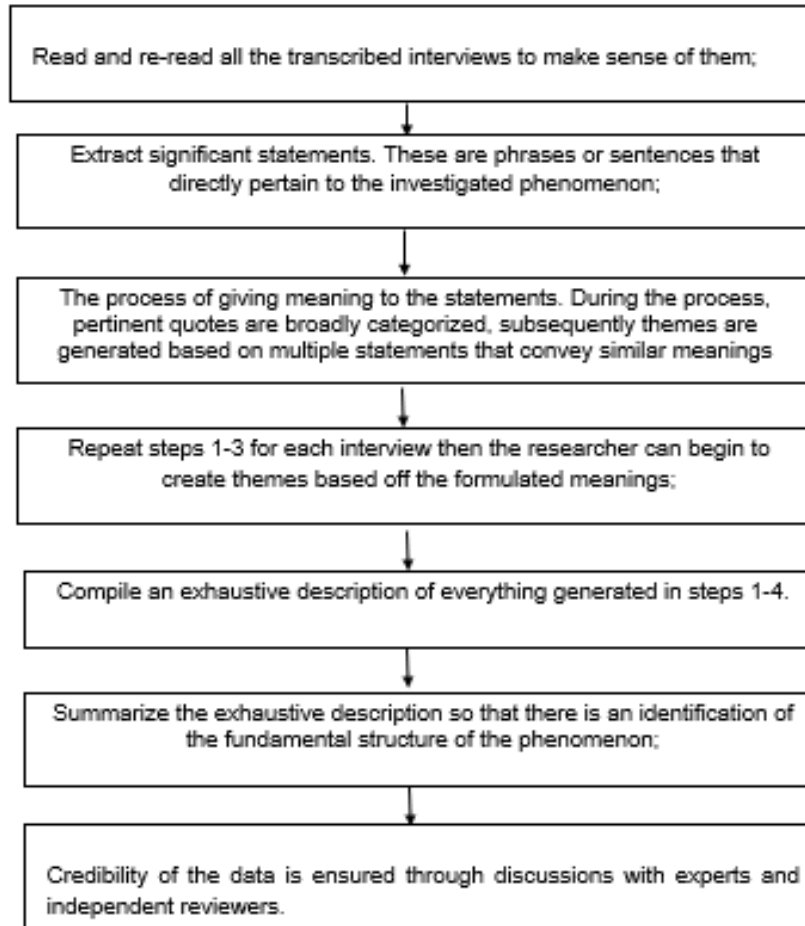 Read and re-read all the transcribed interviews to make sense of them;
Extract significant statements. These are phrases or sentences that
directly pertain to the investigated phenomenon;
The process of giving meaning to the statements. During the process,
pertinent quotes are broadly categorized, subsequently themes are
generated based on multiple statements that convey similar meanings
Repeat steps 1-3 for each interview then the researcher can begin to
create themes based off the formulated meanings;
Compile an exhaustive description of everything generated in steps 1-4.
Summarize the exhaustive description so that there is an identification of
the fundamental structure of the phenomenon;
Credibility of the data is ensured through discussions with experts and
independent reviewers.